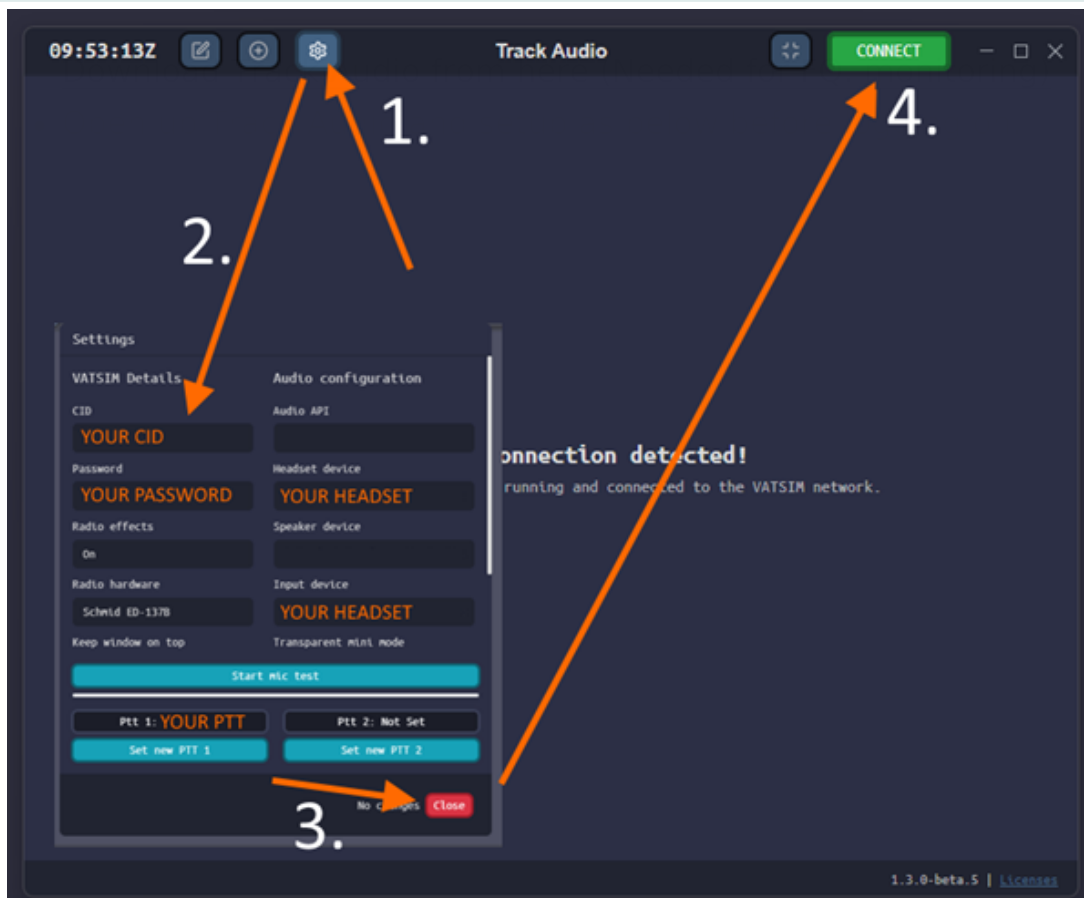 09:53:13Z
Track Audio
CONNECT
1.
4.
2.
Settings
VATSIM Details
Audio configuration
CID
Audio API
YOUR CID
onnection detected!
Password
Headset device
running and connected to the VATSIM network.
YOUR PASSWORD
YOUR HEADSET
Radio effects
Speaker device
On
Radio hardware
Input device
Schmid ED-137B
YOUR HEADSET
Keep window on top
Transparent mini mode
Start mic test
Ptt 1: YOUR PTT
Ptt 2: Not Set
Set new PTT 1
Set new PTT 2
3.
No changes
Close
1.3.0-beta.5 | Licenses